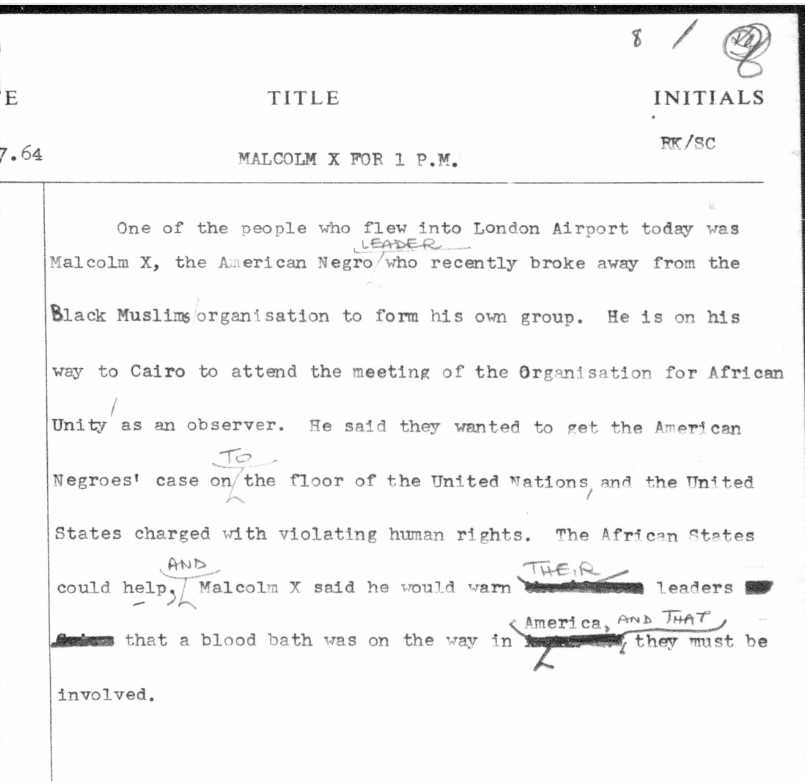 8 /
E TITLE INITIALS
7.64 MALCOLM X FOR 1 P.M. RK/SC
One of the people who flew into London Airport today was
LEADER
Malcolm X, the American Negro who recently broke away from the
Black Muslims organisation to form his own group. He is on his
way to Cairo to attend the meeting of the Organisation for African
Unity as an observer. He said they wanted to get the American
TO
Negroes' case on the floor of the United Nations, and the United
States charged with violating human rights. The African States
AND THEIR
could help, Malcolm X said he would warn leaders
America, AND THAT
that a blood bath was on the way in , they must be
involved.